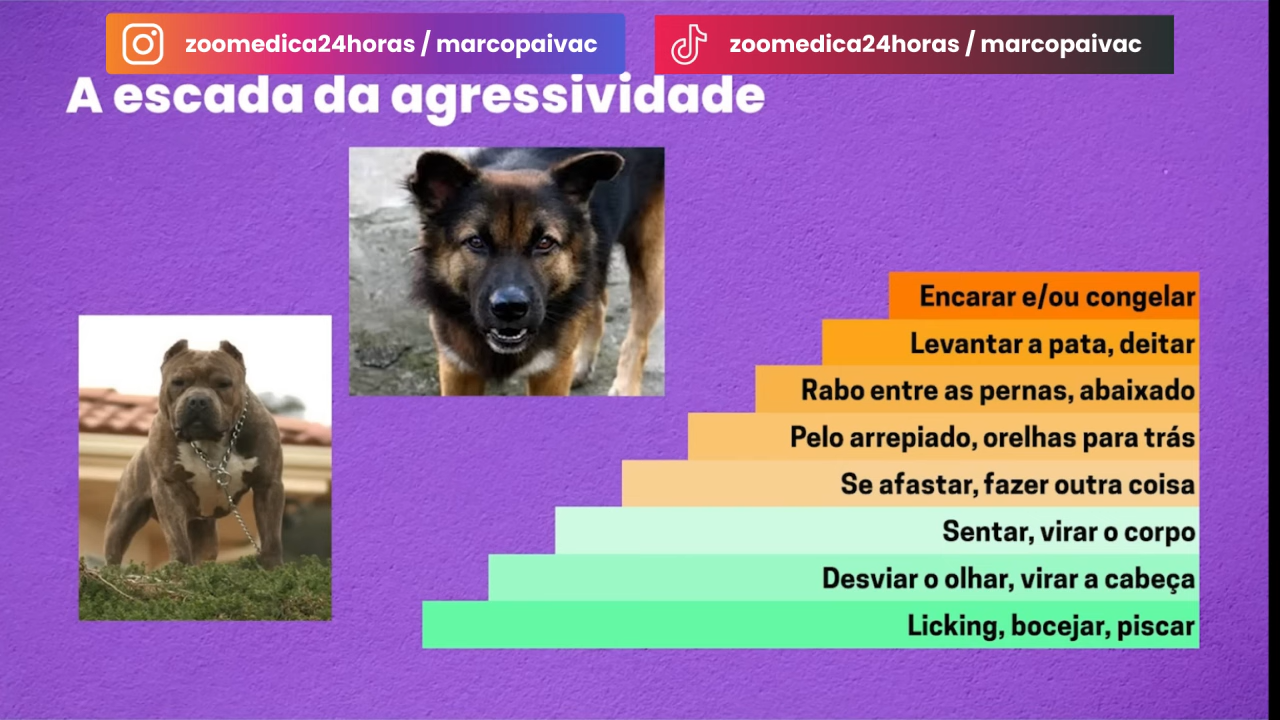 zoomedica24horas / marcopaivac
zoomedica24horas / marcopaivac
A escada da agressividade
Encarar e/ou congelar
Levantar a pata, deitar
Rabo entre as pernas, abaixado
Pelo arrepiado, orelhas para trás
Se afastar, fazer outra coisa
Sentar, virar o corpo
Desviar o olhar, virar a cabeça
Licking, bocejar, piscar